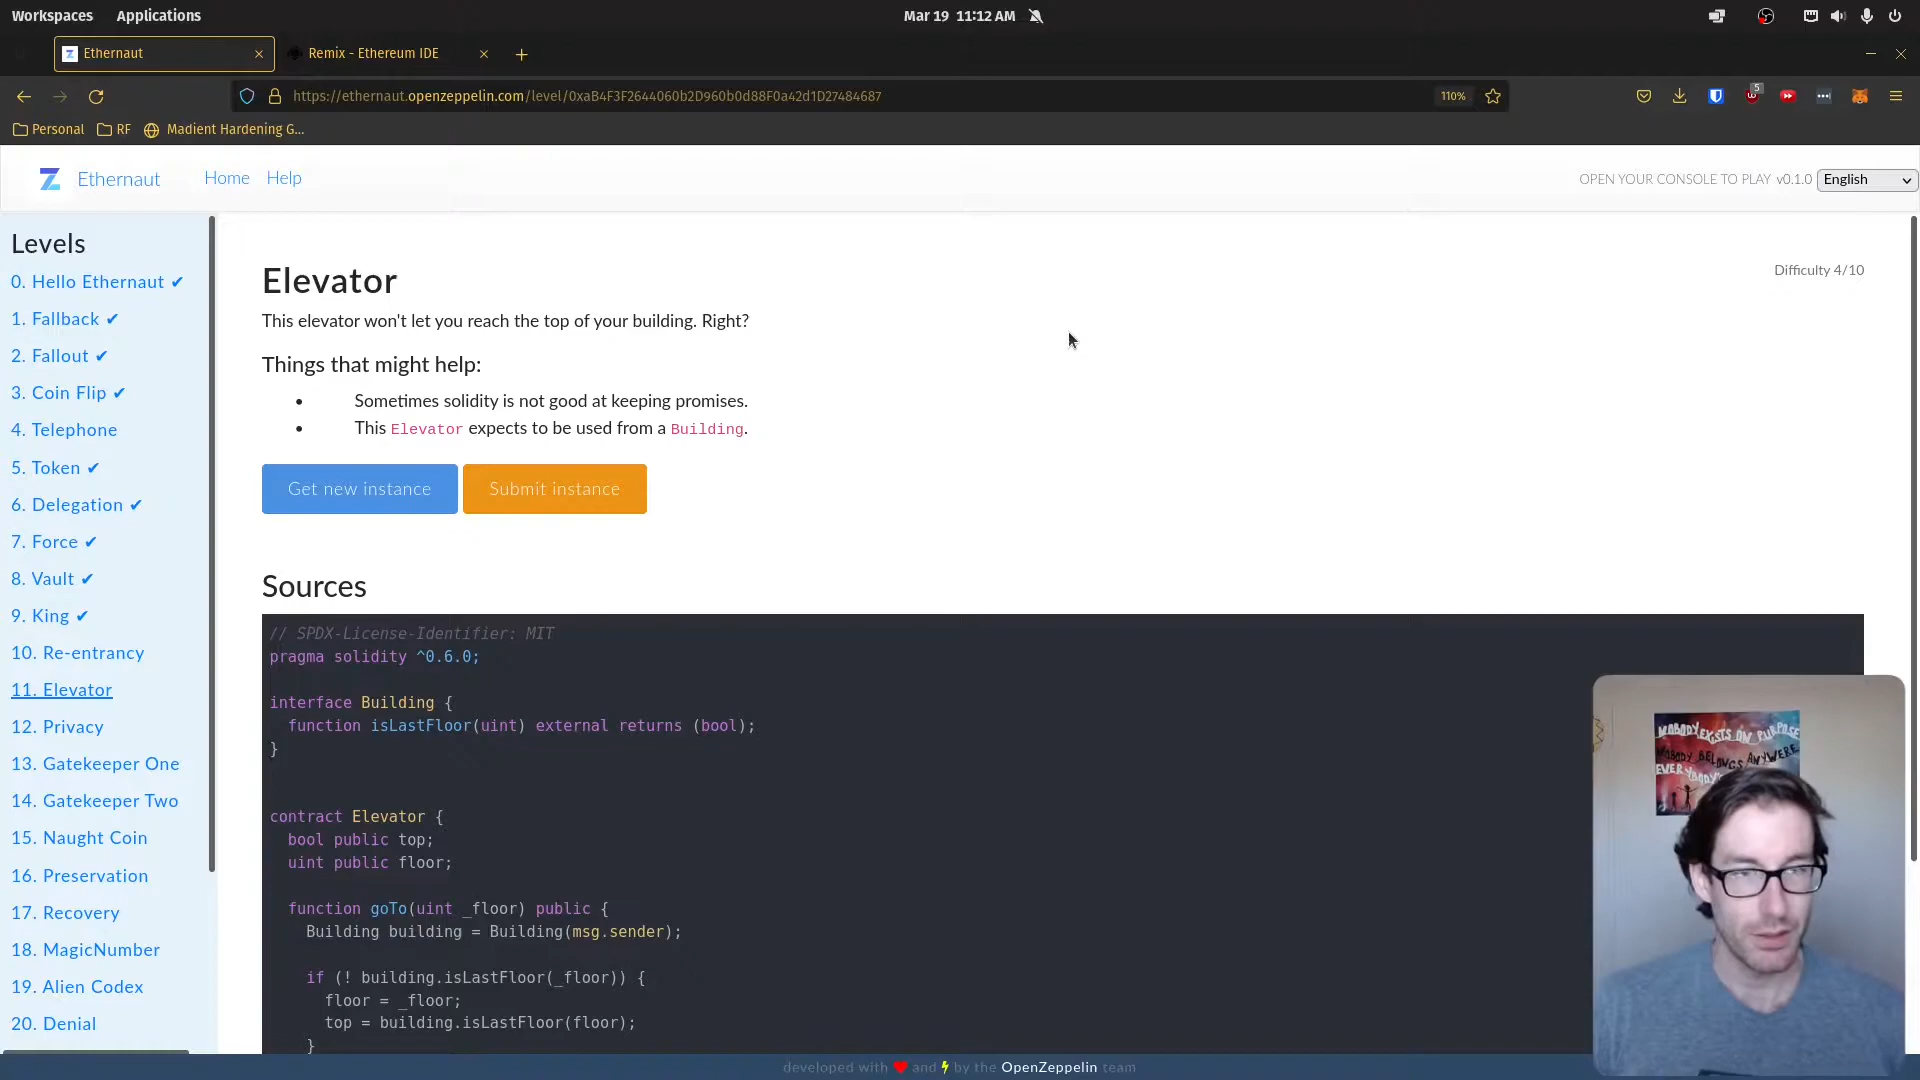 Workspaces Applications Mar 19 11:12 AM
Ethernaut × Remix - Ethereum IDE × +
https://ethernaut.openzeppelin.com/level/0xaB4F3F2644060b2D960b0d88F0a42d1D27484687 110% 5
Personal RF Madient Hardening G...
Ethernaut Home Help OPEN YOUR CONSOLE TO PLAY v0.1.0 English
Levels
0. Hello Ethernaut ✔
1. Fallback ✔
2. Fallout ✔
3. Coin Flip ✔
4. Telephone
5. Token ✔
6. Delegation ✔
7. Force ✔
8. Vault ✔
9. King ✔
10. Re-entrancy
11. Elevator
12. Privacy
13. Gatekeeper One
14. Gatekeeper Two
15. Naught Coin
16. Preservation
17. Recovery
18. MagicNumber
19. Alien Codex
20. Denial
Elevator
Difficulty 4/10
This elevator won't let you reach the top of your building. Right?
Things that might help:
• Sometimes solidity is not good at keeping promises.
• This Elevator expects to be used from a Building.
Get new instance Submit instance
Sources
// SPDX-License-Identifier: MIT
pragma solidity ^0.6.0;
interface Building {
function isLastFloor(uint) external returns (bool);
}
contract Elevator {
bool public top;
uint public floor;
function goTo(uint _floor) public {
Building building = Building(msg.sender);
if (! building.isLastFloor(_floor)) {
floor = _floor;
top = building.isLastFloor(floor);
}
NOBODY EXISTS ON PURPOSE
NOBODY BELONGS ANYWHERE
developed with ❤ and ⚡ by the OpenZeppelin team